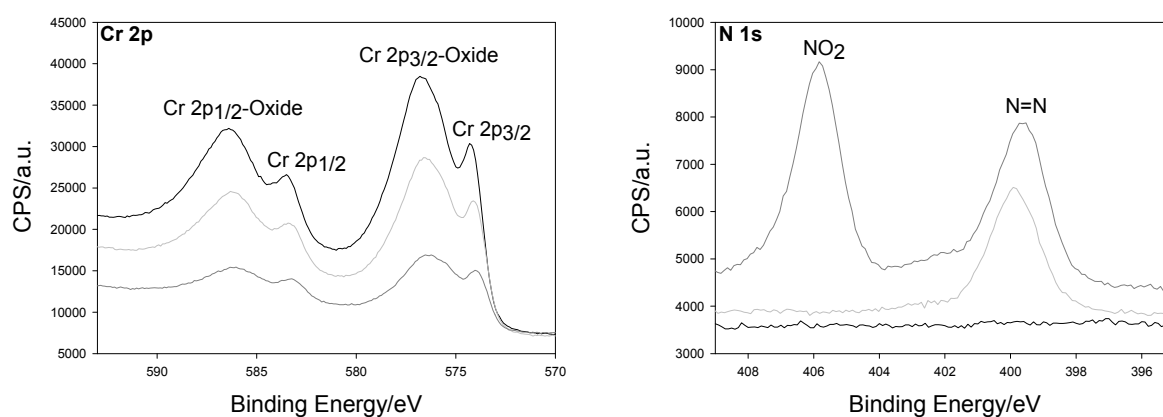 Cr 2p
Cr 2p1/2-Oxide
Cr 2p1/2
Cr 2p3/2-Oxide
Cr 2p3/2
45000
40000
35000
30000
25000
20000
15000
10000
5000
CPS/a.u.
590 585 580 575 570
Binding Energy/eV
N 1s
NO2
N=N
10000
9000
8000
7000
6000
5000
4000
3000
CPS/a.u.
408 406 404 402 400 398 396
Binding Energy/eV